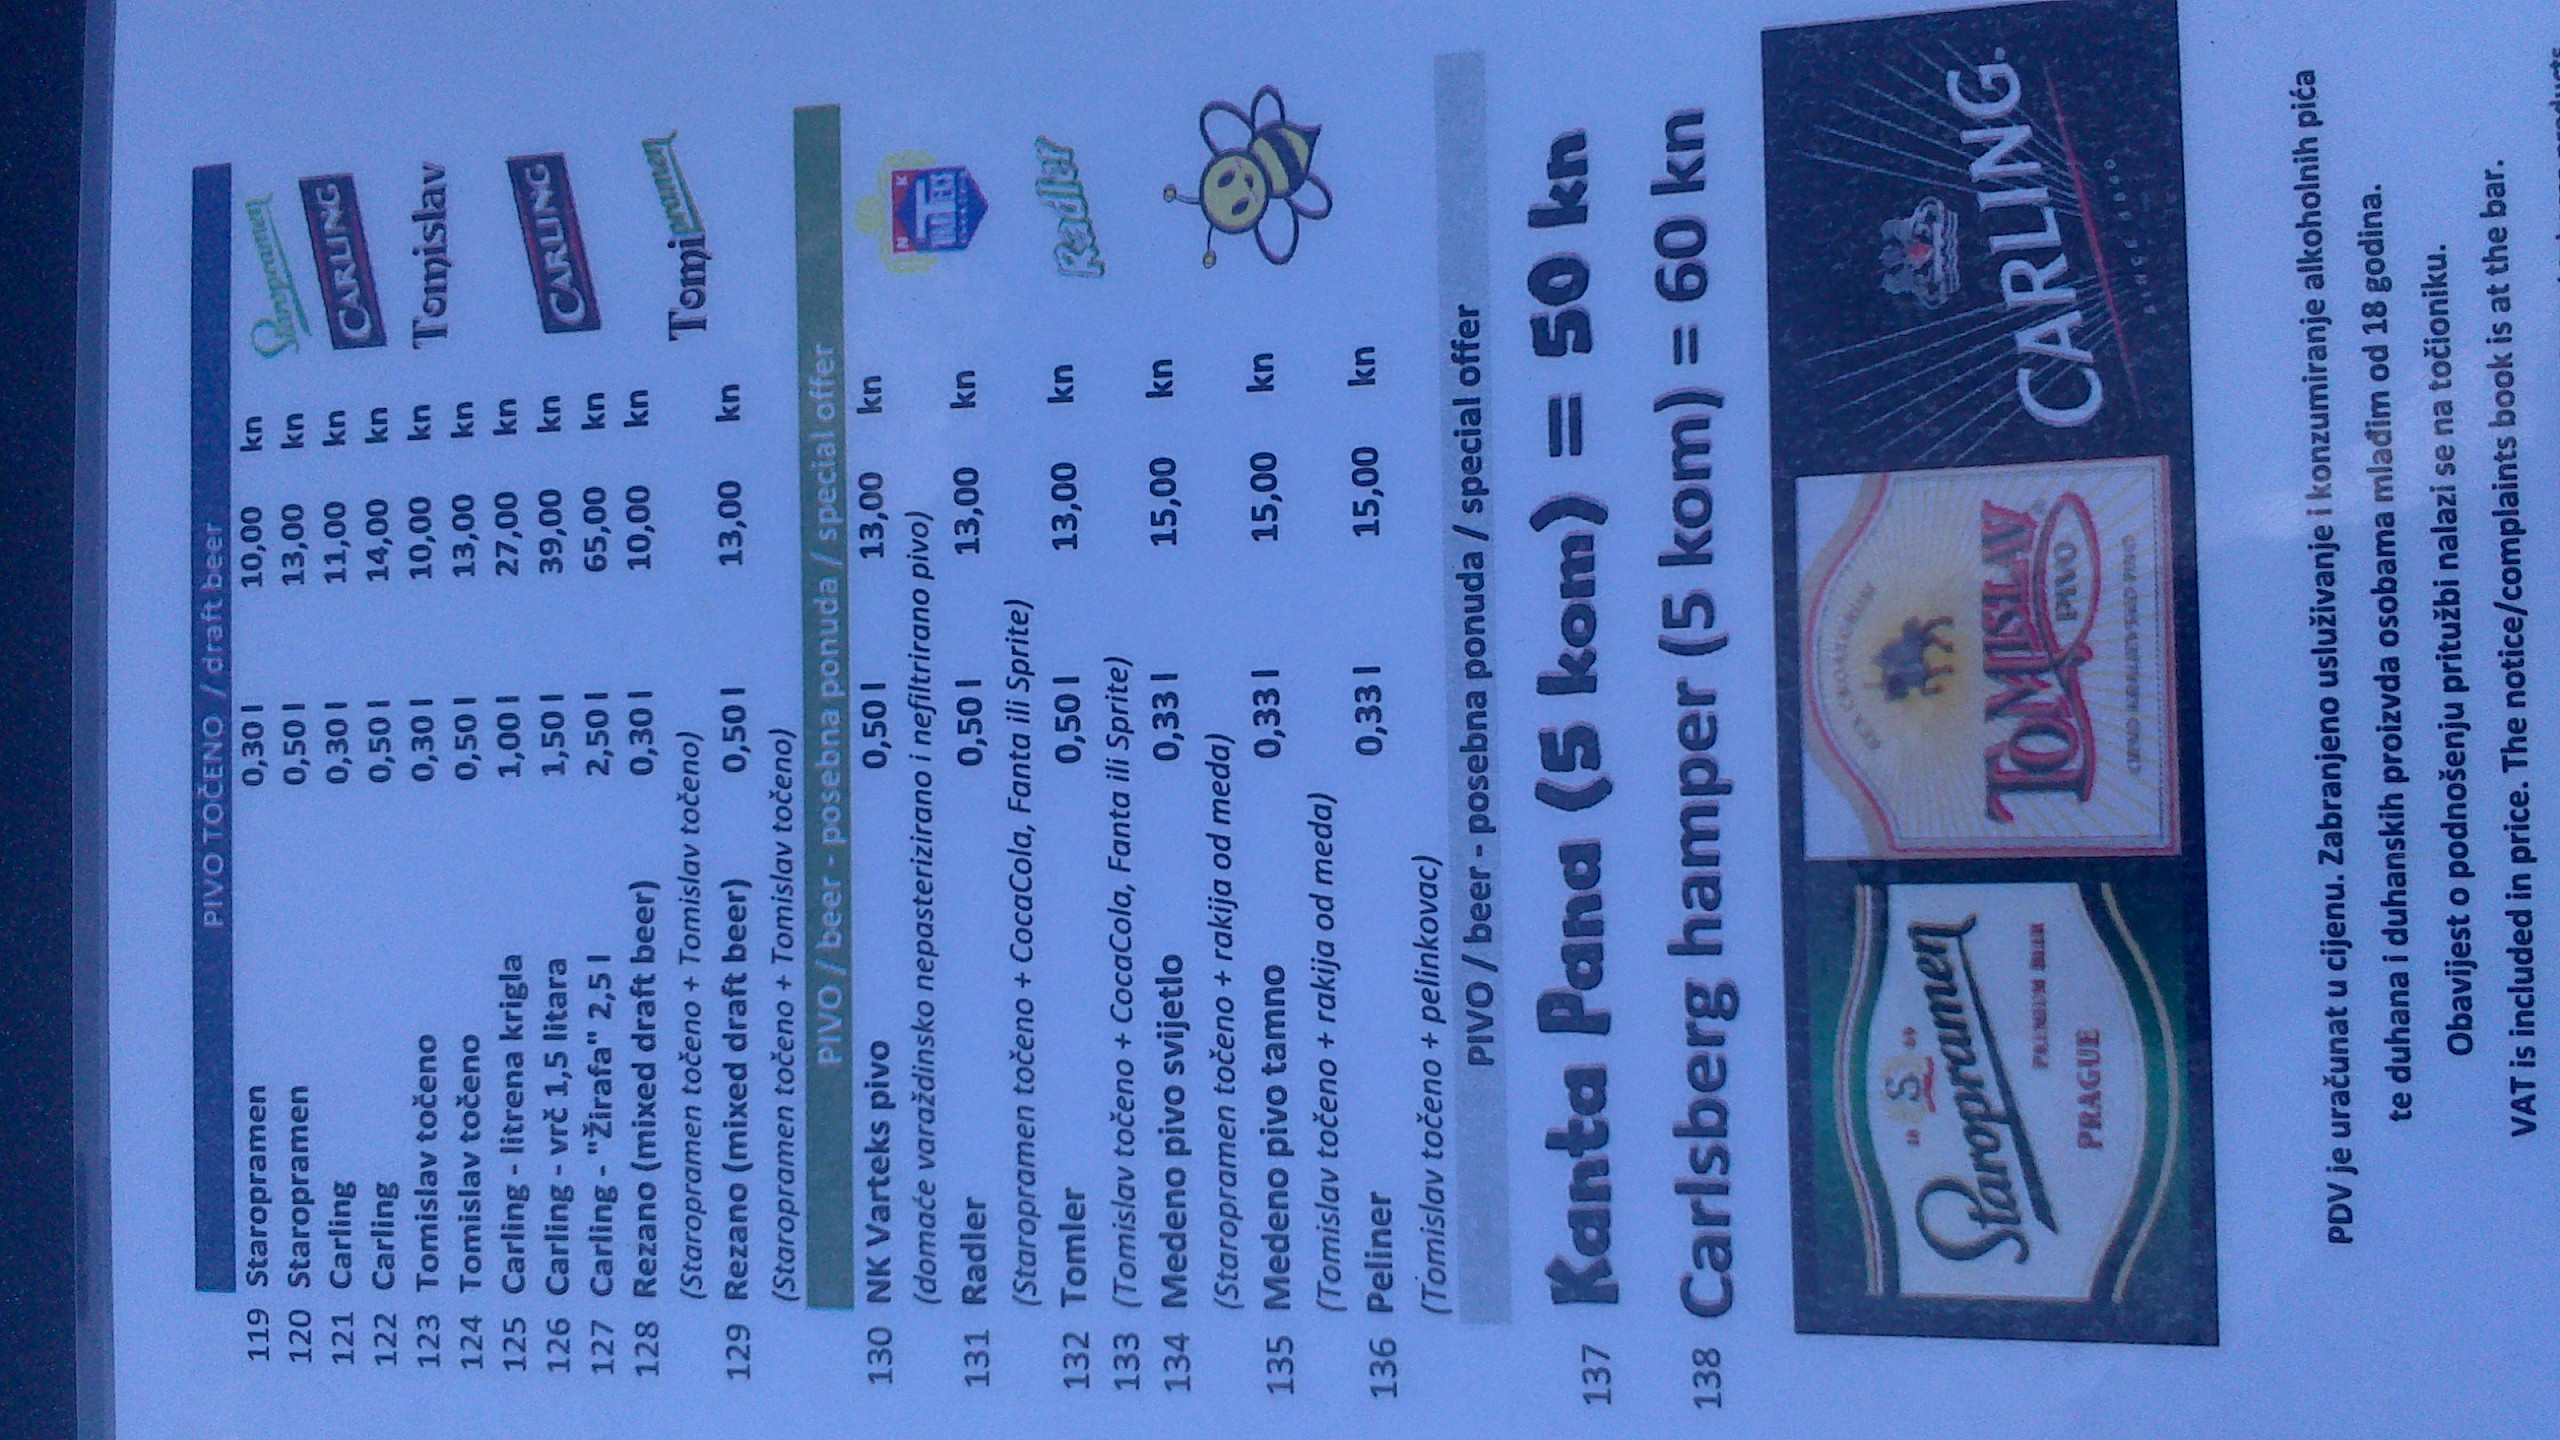 PIVO TOČENO / draft beer
119 Staropramen 0,30 l 10,00 kn Staropramen
120 Staropramen 0,50 l 13,00 kn
121 Carling 0,30 l 11,00 kn CARLING
122 Carling 0,50 l 14,00 kn
123 Tomislav točeno 0,30 l 10,00 kn Tomislav
124 Tomislav točeno 0,50 l 13,00 kn
125 Carling - litrena krigla 1,00 l 27,00 kn
126 Carling - vrč 1,5 litara 1,50 l 39,00 kn CARLING
127 Carling - "Žirafa" 2,5 l 2,50 l 65,00 kn
128 Rezano (mixed draft beer) 0,30 l 10,00 kn
(Staropramen točeno + Tomislav točeno) Tomipramen
129 Rezano (mixed draft beer) 0,50 l 13,00 kn
(Staropramen točeno + Tomislav točeno)
PIVO / beer - posebna ponuda / special offer
130 NK Varteks pivo 0,50 l 13,00 kn
N K
(domaće varaždinsko nepasterizirano i nefiltrirano pivo)
131 Radler 0,50 l 13,00 kn
(Staropramen točeno + CocaCola, Fanta ili Sprite)
132 Tomler 0,50 l 13,00 kn Radler
133 (Tomislav točeno + CocaCola, Fanta ili Sprite)
134 Medeno pivo svijetlo 0,33 l 15,00 kn
(Staropramen točeno + rakija od meda)
135 Medeno pivo tamno 0,33 l 15,00 kn
(Tomislav točeno + rakija od meda)
136 Peliner 0,33 l 15,00 kn
(Tomislav točeno + pelinkovac)
PIVO / beer - posebna ponuda / special offer
137 Kanta Pana (5 kom) = 50 kn
138 Carlsberg hamper (5 kom) = 60 kn
18 S 69
Staropramen
PREMIUM BEER
PRAGUE
REX CROATORUM
TOMISLAV
PIVO
CRNO KRALJEVSKO PIVO
CARLING
SINCE 1840
PDV je uračunat u cijenu. Zabranjeno usluživanje i konzumiranje alkoholnih pića
te duhana i duhanskih proizvda osobama mlađim od 18 godina.
Obavijest o podnošenju pritužbi nalazi se na točioniku.
VAT is included in price. The notice/complaints book is at the bar.
products